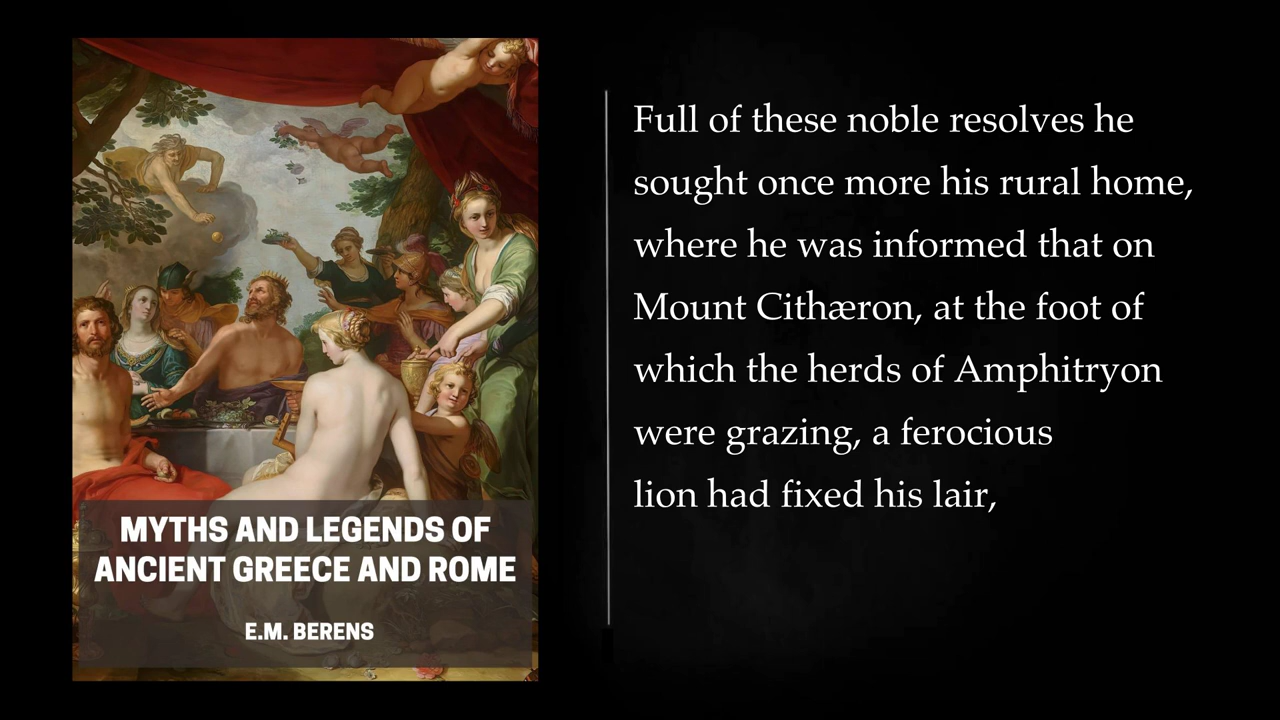 MYTHS AND LEGENDS OF
ANCIENT GREECE AND ROME
E.M. BERENS
Full of these noble resolves he
sought once more his rural home,
where he was informed that on
Mount Cithæron, at the foot of
which the herds of Amphitryon
were grazing, a ferocious
lion had fixed his lair,